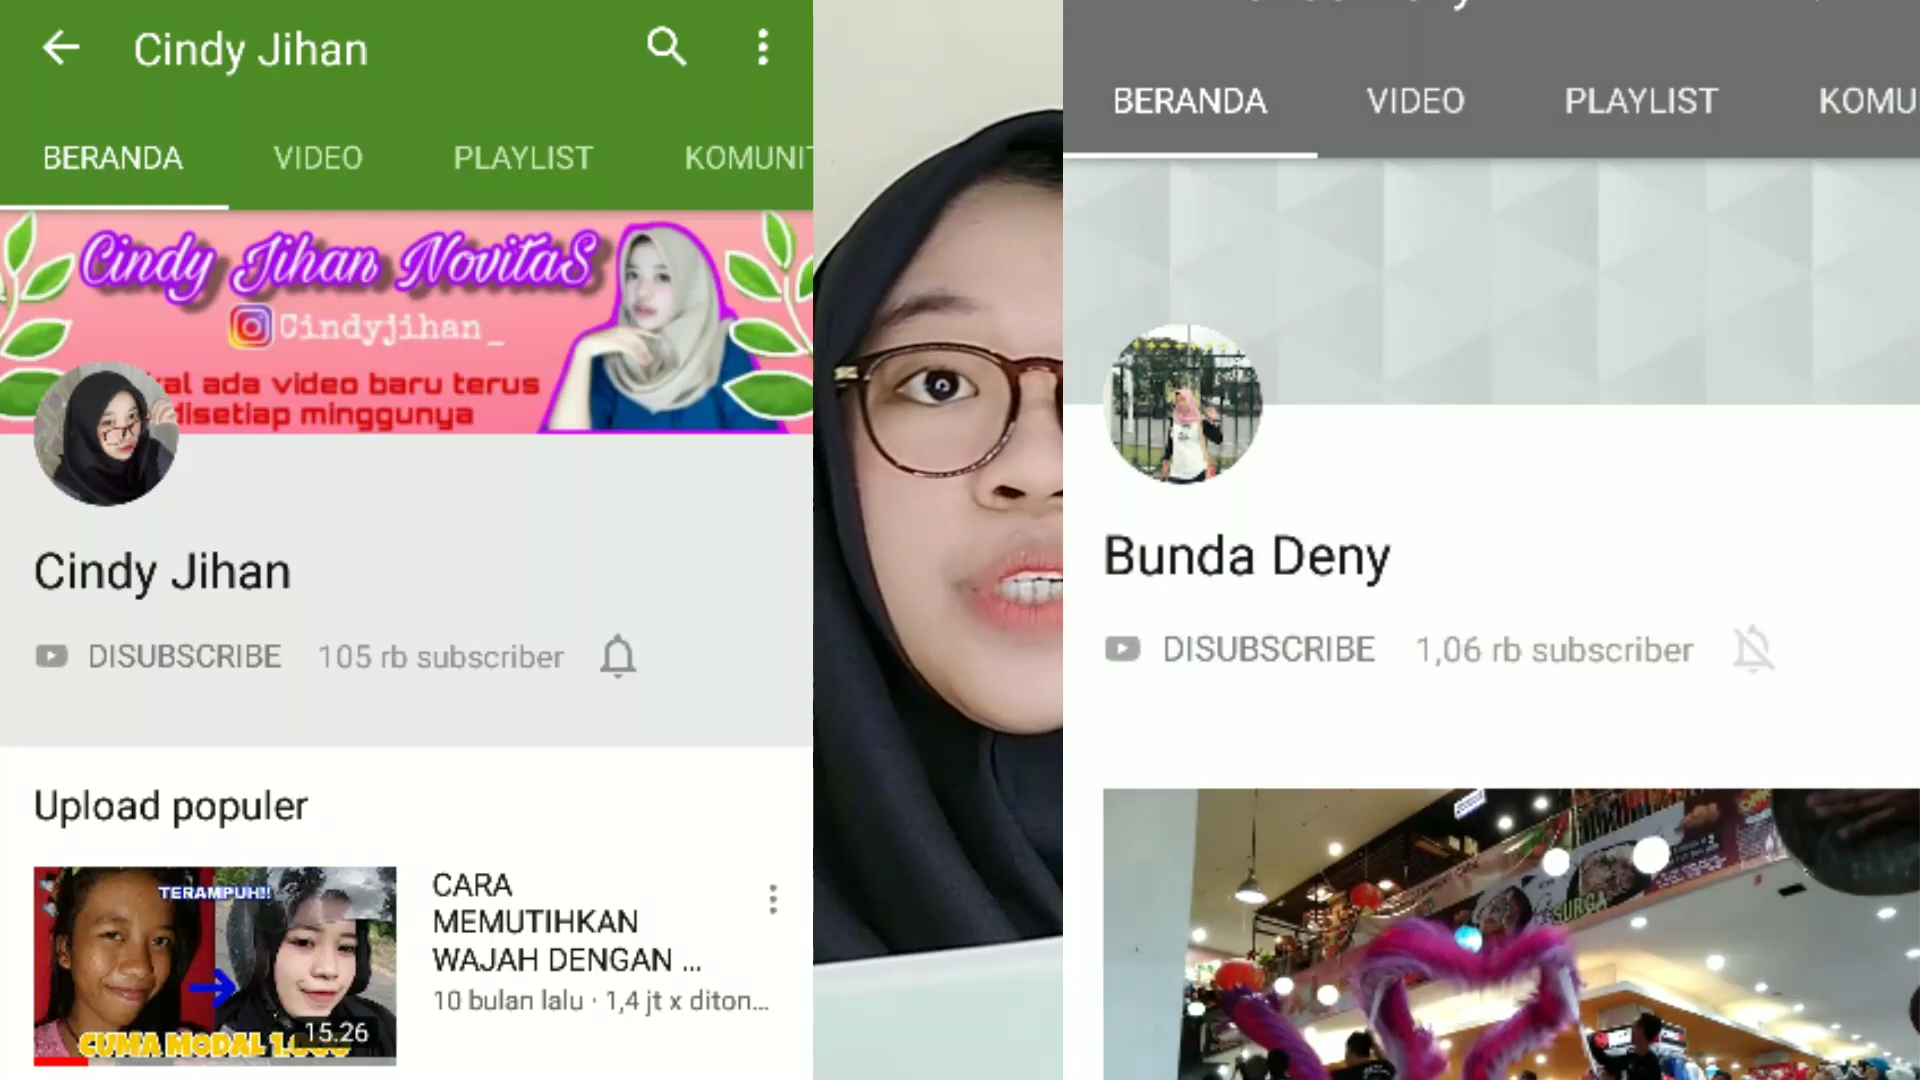 Cindy Jihan
BERANDA VIDEO PLAYLIST KOMUNIT
Cindy Jihan NovitaS
Cindyjihan_
al ada video baru terus
disetiap minggunya
Cindy Jihan
DISUBSCRIBE 105 rb subscriber
Upload populer
TERAMPUH!!
CUMA MODAL
15.26
CARA
MEMUTIHKAN
WAJAH DENGAN ...
10 bulan lalu · 1,4 jt x diton...
BERANDA VIDEO PLAYLIST KOMU
Bunda Deny
DISUBSCRIBE 1,06 rb subscriber
SURGA